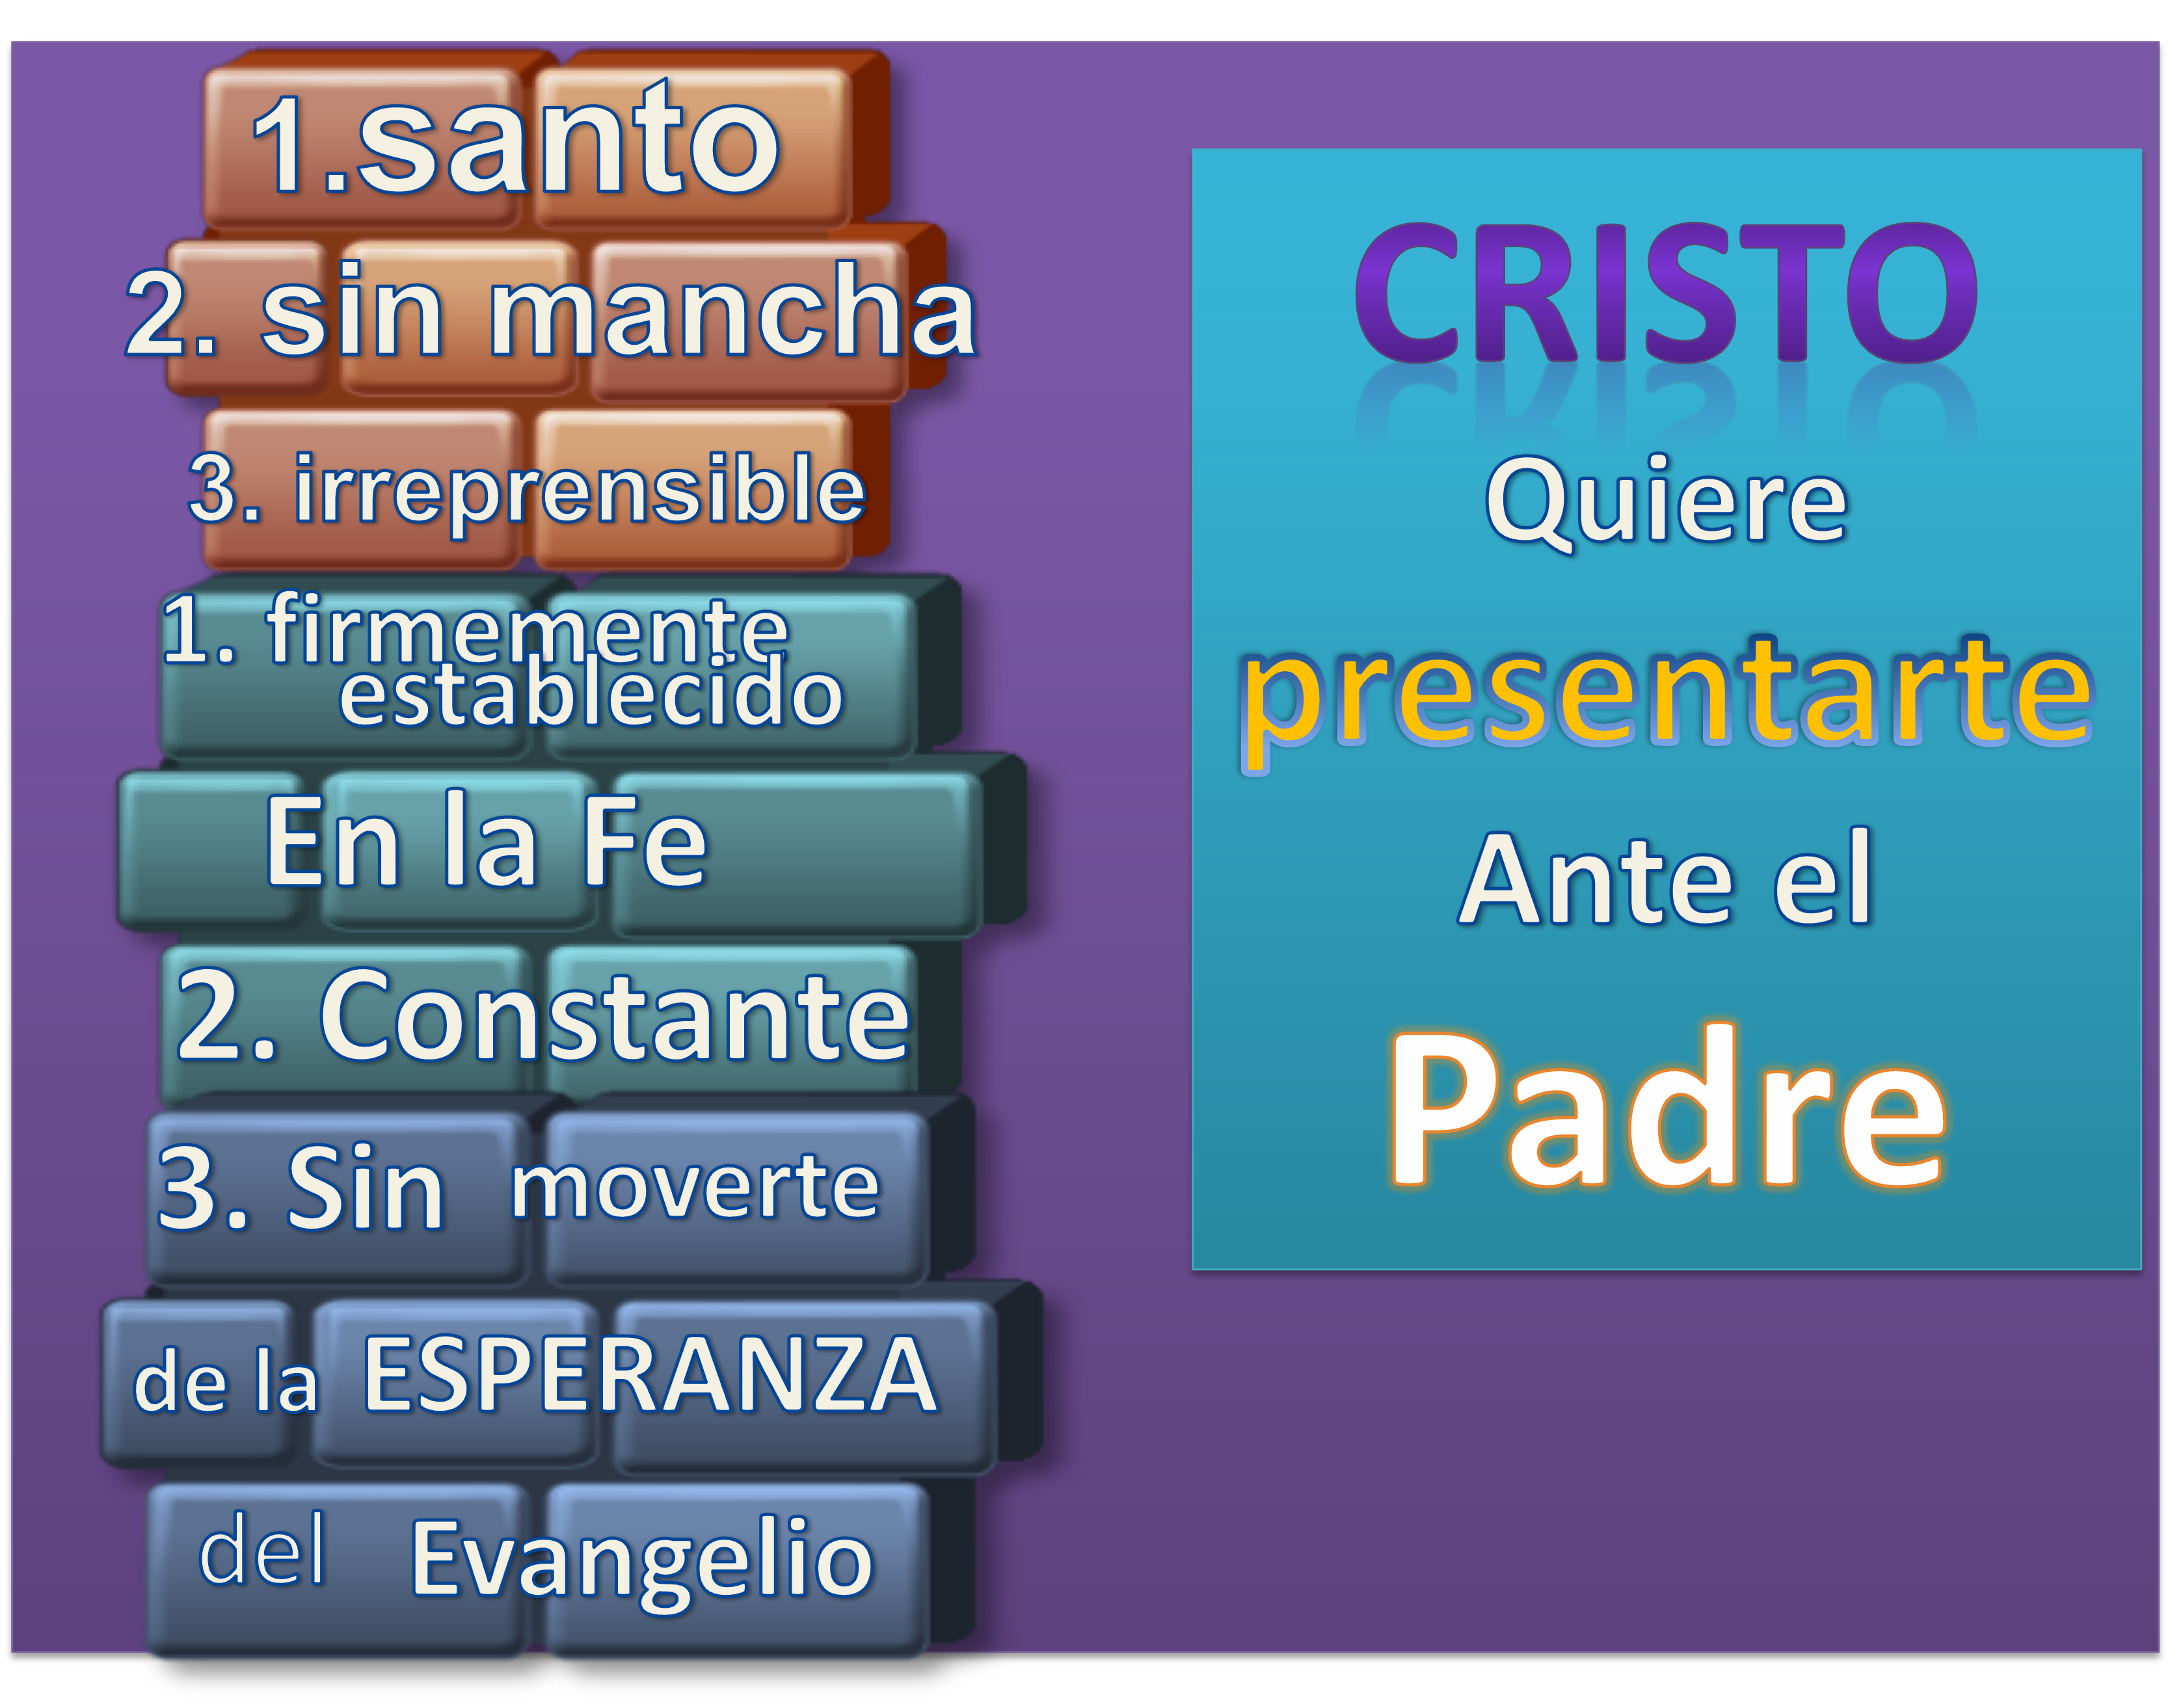 1.santo
2. sin mancha
3. irreprensible
1. firmemente
establecido
En la Fe
2. Constante
3. Sin moverte
de la ESPERANZA
del Evangelio
CRISTO
Quiere
presentarte
Ante el
Padre